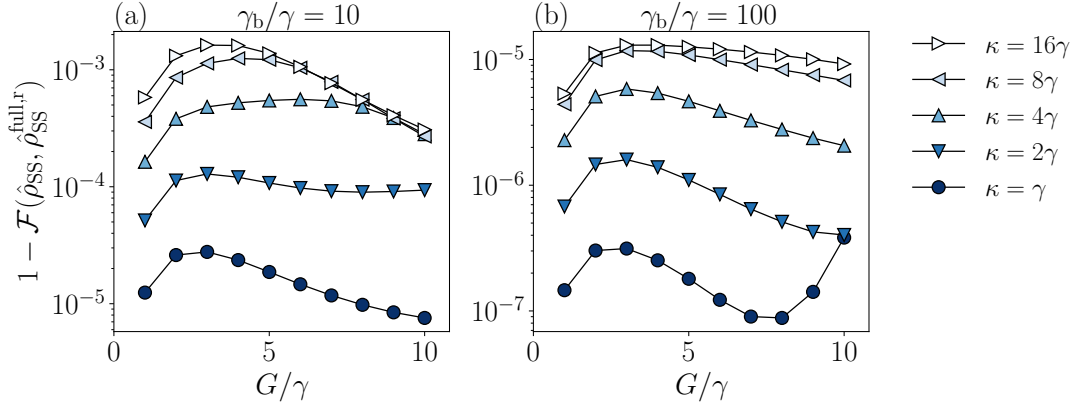 (a) γ_b/γ = 10
(b) γ_b/γ = 100
1 − F(ρ̂_SS, ρ̂_SS^full,r)
10^−3
10^−4
10^−5
0 5 10
G/γ
10^−5
10^−6
10^−7
0 5 10
G/γ
κ = 16γ
κ = 8γ
κ = 4γ
κ = 2γ
κ = γ